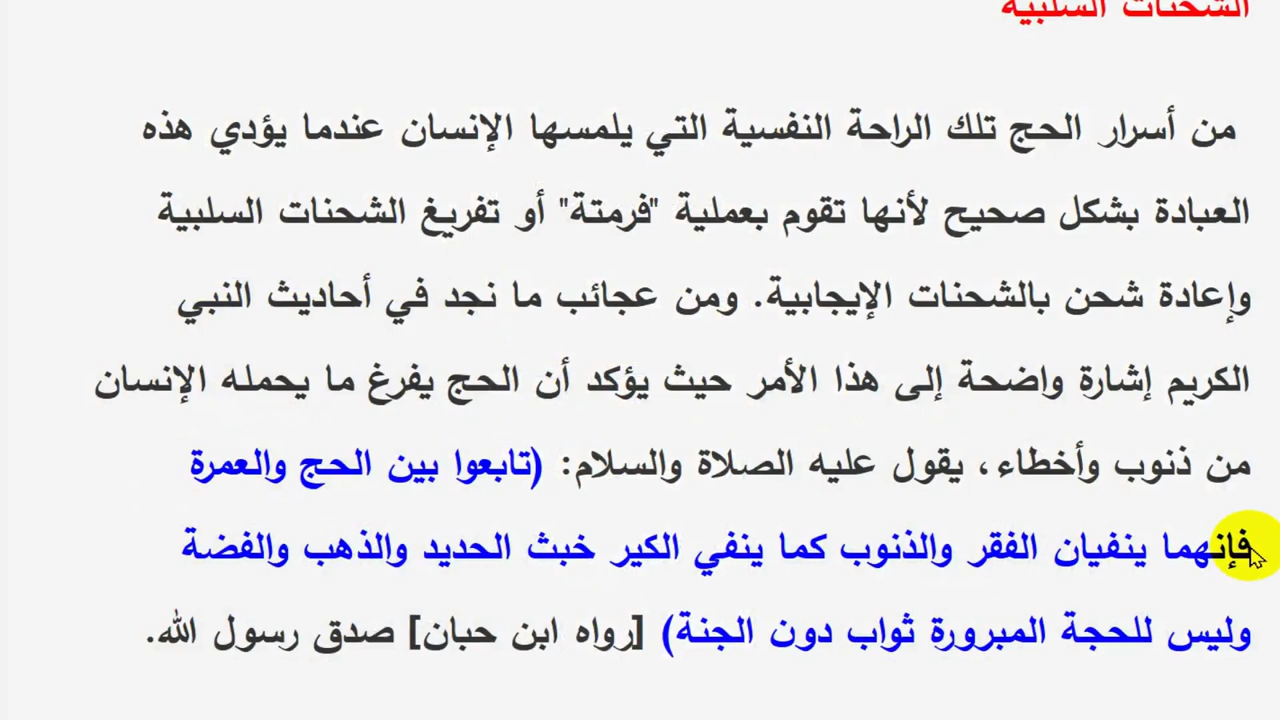 الشحنات السلبية
من أسرار الحج تلك الراحة النفسية التي يلمسها الإنسان عندما يؤدي هذه
العبادة بشكل صحيح لأنها تقوم بعملية "فرمتة" أو تفريغ الشحنات السلبية
وإعادة شحن بالشحنات الإيجابية. ومن عجائب ما نجد في أحاديث النبي
الكريم إشارة واضحة إلى هذا الأمر حيث يؤكد أن الحج يفرغ ما يحمله الإنسان
من ذنوب وأخطاء، يقول عليه الصلاة والسلام: (تابعوا بين الحج والعمرة
فإنهما ينفيان الفقر والذنوب كما ينفي الكير خبث الحديد والذهب والفضة
وليس للحجة المبرورة ثواب دون الجنة) [رواه ابن حبان] صدق رسول الله.